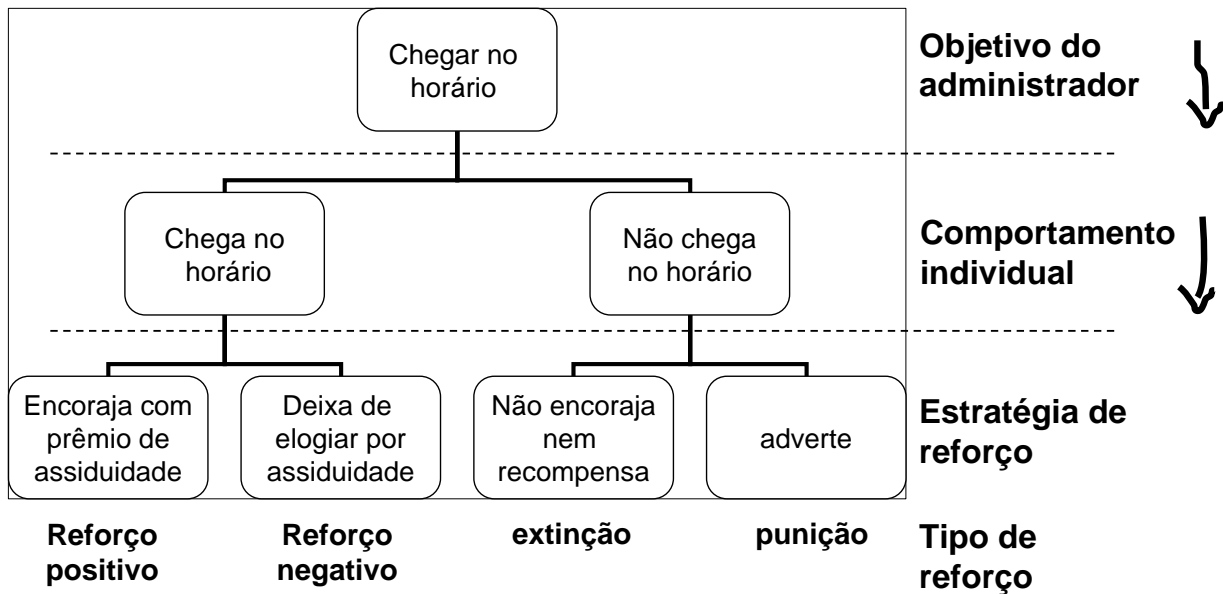 Chegar no
horário
Objetivo do
administrador
Chega no
horário
Não chega
no horário
Comportamento
individual
Encoraja com
prêmio de
assiduidade
Deixa de
elogiar por
assiduidade
Não encoraja
nem
recompensa
adverte
Estratégia de
reforço
Reforço
positivo
Reforço
negativo
extinção
punição
Tipo de
reforço